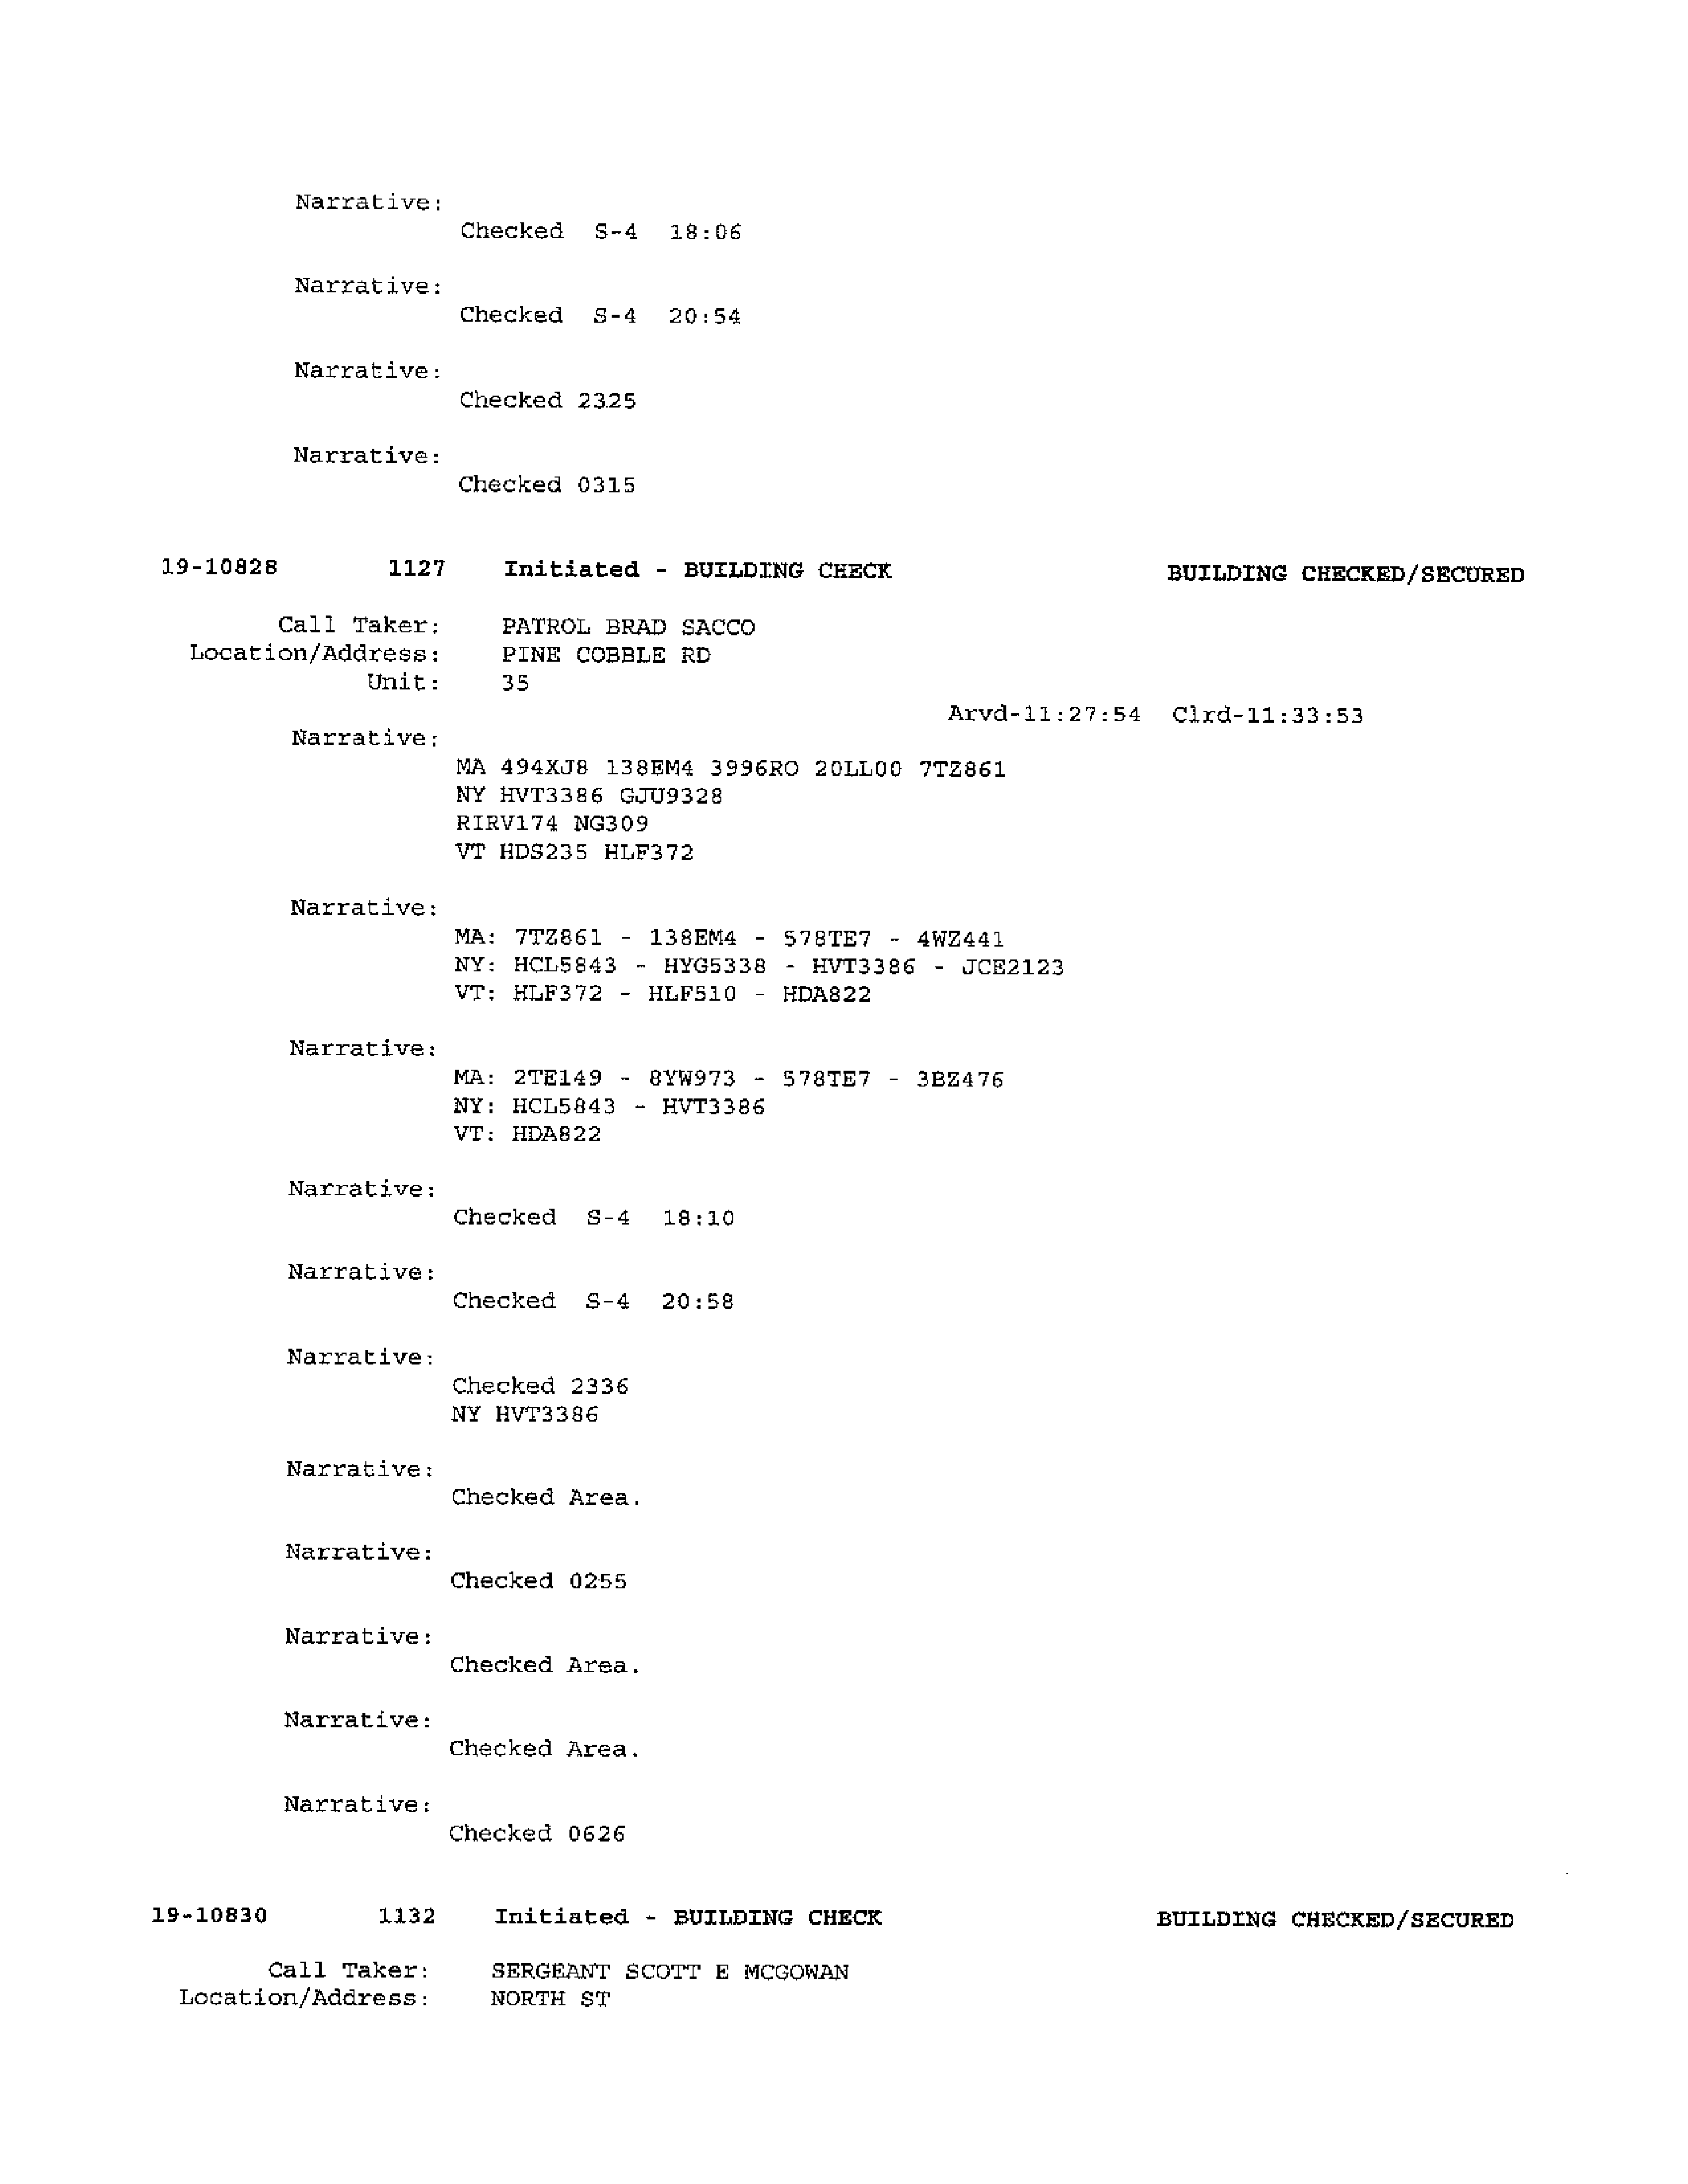 Narrative:
Checked S-4 18:06
Narrative:
Checked S-4 20:54
Narrative:
Checked 2325
Narrative:
Checked 0315
19-10828 1127 Initiated - BUILDING CHECK BUILDING CHECKED/SECURED
Call Taker: PATROL BRAD SACCO
Location/Address: PINE COBBLE RD
Unit: 35
Arvd-11:27:54 Clrd-11:33:53
Narrative:
MA 494XJ8 138EM4 3996RO 20LL00 7TZ861
NY HVT3386 GJU9328
RIRV174 NG309
VT HDS235 HLF372
Narrative:
MA: 7TZ861 - 138EM4 - 578TE7 - 4WZ441
NY: HCL5843 - HYG5338 - HVT3386 - JCE2123
VT: HLF372 - HLF510 - HDA822
Narrative:
MA: 2TE149 - 8YW973 - 578TE7 - 3BZ476
NY: HCL5843 - HVT3386
VT: HDA822
Narrative:
Checked S-4 18:10
Narrative:
Checked S-4 20:58
Narrative:
Checked 2336
NY HVT3386
Narrative:
Checked Area.
Narrative:
Checked 0255
Narrative:
Checked Area.
Narrative:
Checked Area.
Narrative:
Checked 0626
19-10830 1132 Initiated - BUILDING CHECK BUILDING CHECKED/SECURED
Call Taker: SERGEANT SCOTT E MCGOWAN
Location/Address: NORTH ST